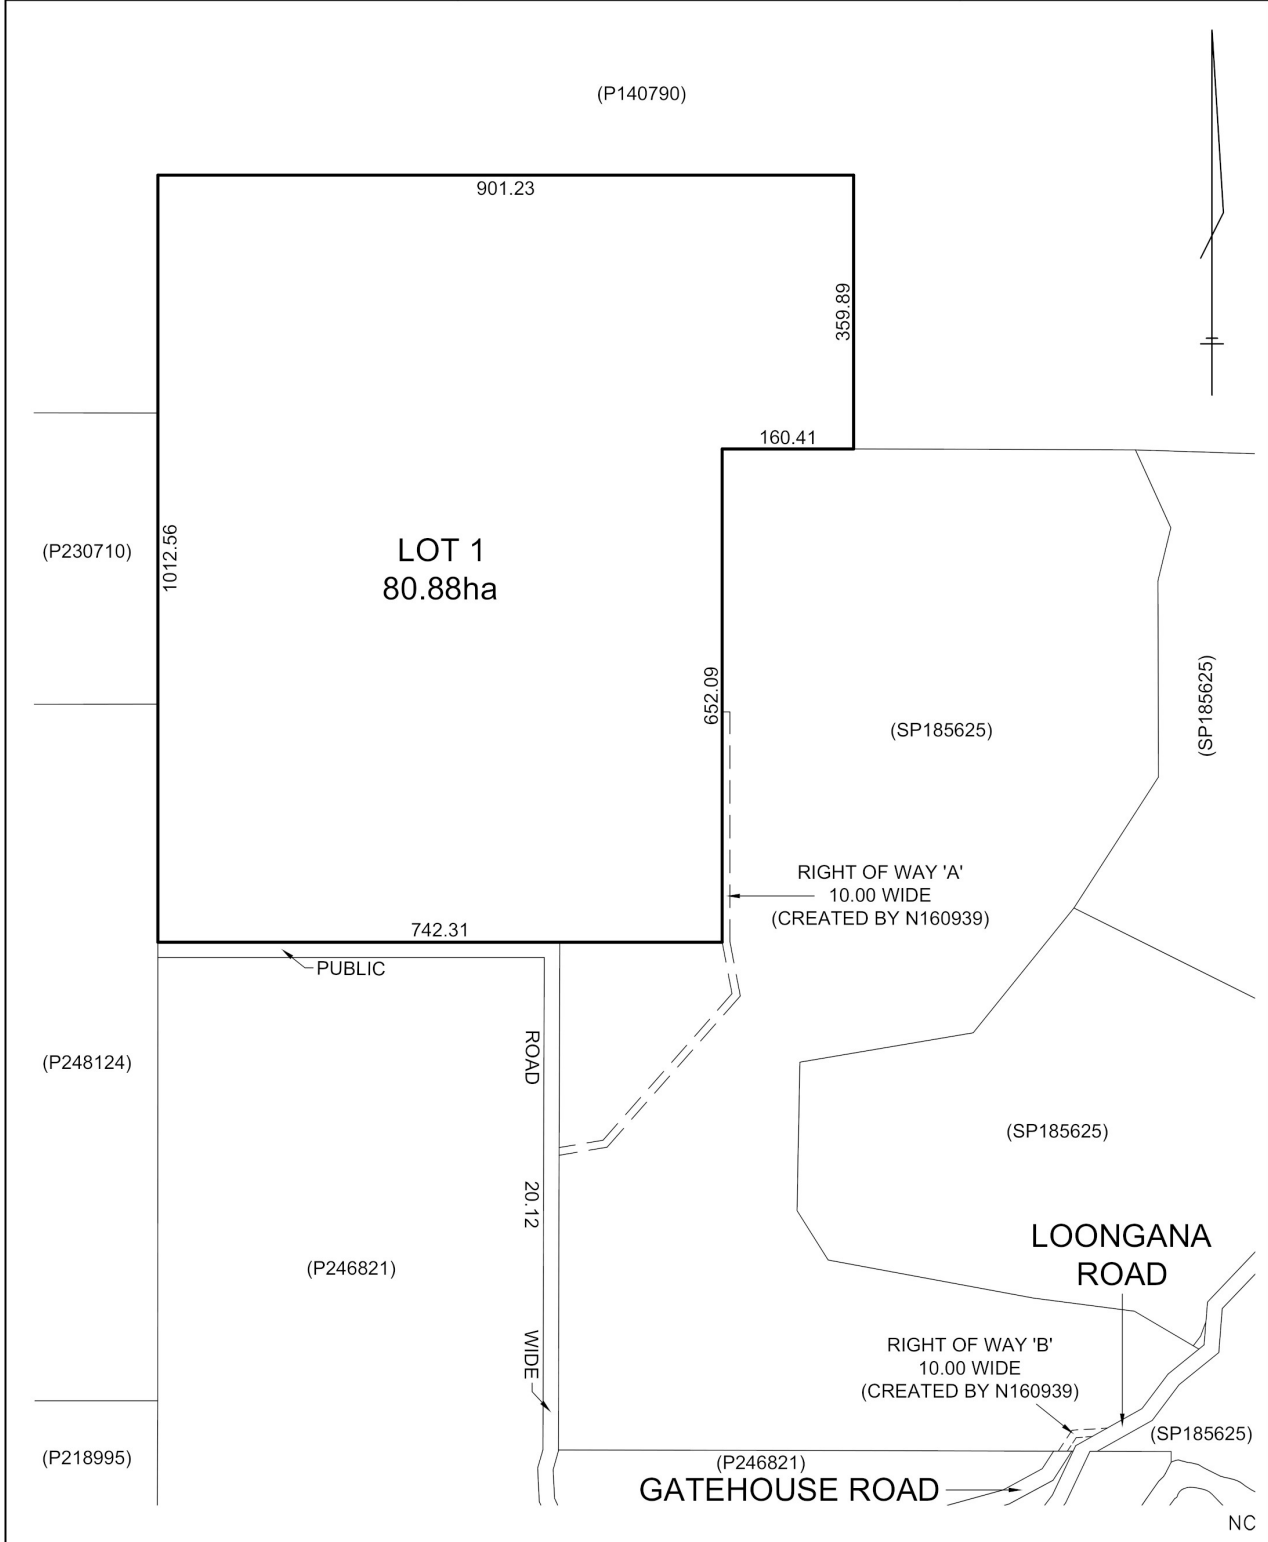 (P140790)
901.23
359.89
160.41
1012.56
(P230710)
LOT 1
80.88ha
652.09
(SP185625)
(SP185625)
RIGHT OF WAY 'A'
10.00 WIDE
(CREATED BY N160939)
742.31
PUBLIC
ROAD
(P248124)
(SP185625)
20.12
(P246821)
LOONGANA
ROAD
WIDE
RIGHT OF WAY 'B'
10.00 WIDE
(CREATED BY N160939)
(SP185625)
(P218995)
(P246821)
GATEHOUSE ROAD
NC